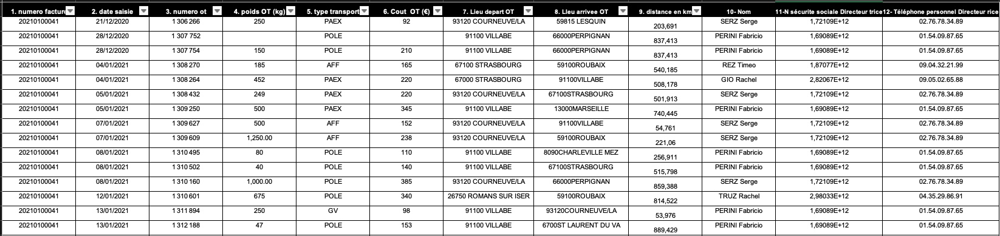 1. numero facture 2. date saisie 3. numero ot 4. poids OT (kg) 5. type transport 6. Cout OT (€) 7. Lieu depart OT 8. LIeu arrivee OT 9. distance en km 10- Nom 11-N sécurite sociale Directeur trice 12- Téléphone personnel Directeur rice
20210100041 21/12/2020 1 306 266 250 PAEX 92 93120 COURNEUVE/LA 59815 LESQUIN 203,691 SERZ Serge 1,72109E+12 02.76.78.34.89
20210100041 28/12/2020 1 307 752 POLE 91100 VILLABE 66000PERPIGNAN 837,413 PERINI Fabricio 1,69089E+12 01.54.09.87.65
20210100041 28/12/2020 1 307 754 150 POLE 210 91100 VILLABE 66000PERPIGNAN 837,413 PERINI Fabricio 1,69089E+12 01.54.09.87.65
20210100041 04/01/2021 1 308 270 185 AFF 165 67100 STRASBOURG 59100ROUBAIX 540,185 REZ Timeo 1,87077E+12 09.04.32.21.99
20210100041 04/01/2021 1 308 264 452 PAEX 220 67000 STRASBOURG 91100VILLABE 508,178 GIO Rachel 2,82067E+12 09.05.02.65.88
20210100041 05/01/2021 1 308 432 249 PAEX 220 93120 COURNEUVE/LA 67100STRASBOURG 501,913 SERZ Serge 1,72109E+12 02.76.78.34.89
20210100041 05/01/2021 1 309 250 500 PAEX 345 91100 VILLABE 13000MARSEILLE 740,445 PERINI Fabricio 1,69089E+12 01.54.09.87.65
20210100041 07/01/2021 1 309 627 500 AFF 152 93120 COURNEUVE/LA 91100VILLABE 54,761 SERZ Serge 1,72109E+12 02.76.78.34.89
20210100041 07/01/2021 1 309 609 1,250.00 AFF 238 93120 COURNEUVE/LA 59100ROUBAIX 221,06 SERZ Serge 1,72109E+12 02.76.78.34.89
20210100041 08/01/2021 1 310 495 80 POLE 110 91100 VILLABE 8090CHARLEVILLE MEZ 256,911 PERINI Fabricio 1,69089E+12 01.54.09.87.65
20210100041 08/01/2021 1 310 502 40 POLE 140 91100 VILLABE 67100STRASBOURG 515,798 PERINI Fabricio 1,69089E+12 01.54.09.87.65
20210100041 08/01/2021 1 310 160 1,000.00 POLE 385 93120 COURNEUVE/LA 66000PERPIGNAN 859,388 SERZ Serge 1,72109E+12 02.76.78.34.89
20210100041 12/01/2021 1 310 601 675 POLE 340 26750 ROMANS SUR ISER 59100ROUBAIX 814,522 TRUZ Rachel 2,98033E+12 04.35.29.86.91
20210100041 13/01/2021 1 311 894 250 GV 98 91100 VILLABE 93120COURNEUVE/LA 53,976 PERINI Fabricio 1,69089E+12 01.54.09.87.65
20210100041 13/01/2021 1 312 188 47 POLE 153 91100 VILLABE 6700ST LAURENT DU VA 889,429 PERINI Fabricio 1,69089E+12 01.54.09.87.65